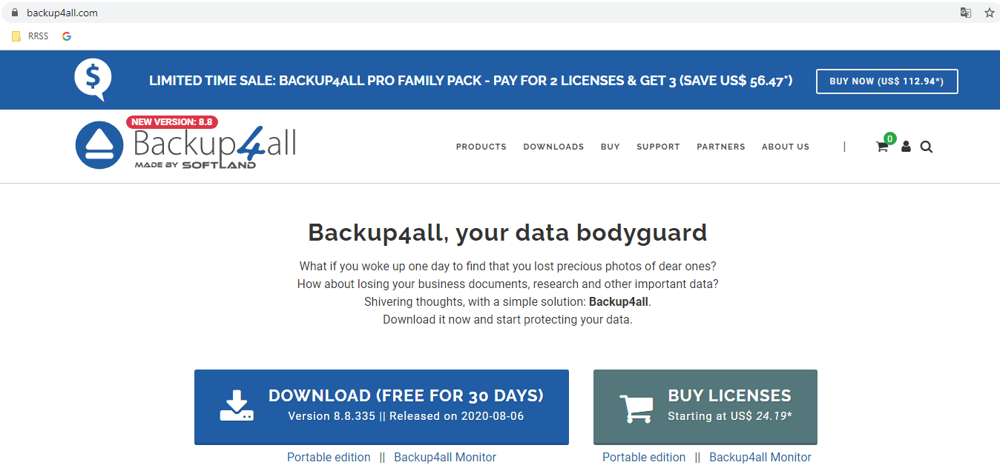 backup4all.com
RRSS
LIMITED TIME SALE: BACKUP4ALL PRO FAMILY PACK - PAY FOR 2 LICENSES & GET 3 (SAVE US$ 56.47*)
BUY NOW (US$ 112.94*)
NEW VERSION: 8.8
Backup4all
MADE BY SOFTLAND
PRODUCTS DOWNLOADS BUY SUPPORT PARTNERS ABOUT US | 0
Backup4all, your data bodyguard
What if you woke up one day to find that you lost precious photos of dear ones?
How about losing your business documents, research and other important data?
Shivering thoughts, with a simple solution: Backup4all.
Download it now and start protecting your data.
DOWNLOAD (FREE FOR 30 DAYS)
Version 8.8.335 || Released on 2020-08-06
BUY LICENSES
Starting at US$ 24.19*
Portable edition || Backup4all Monitor
Portable edition || Backup4all Monitor